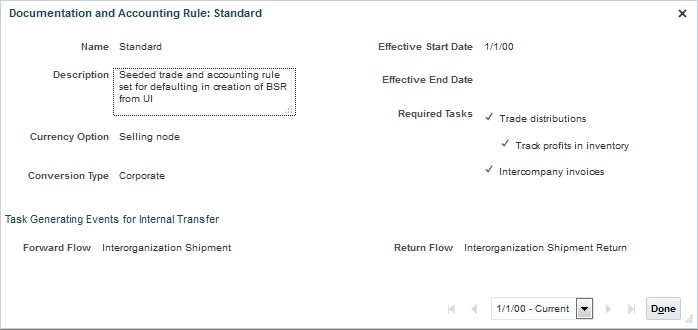 Documentation and Accounting Rule: Standard
Name Standard
Effective Start Date 1/1/00
Description Seeded trade and accounting rule
set for defaulting in creation of BSR
from UI
Effective End Date
Required Tasks Trade distributions
Track profits in inventory
Intercompany invoices
Currency Option Selling node
Conversion Type Corporate
Task Generating Events for Internal Transfer
Forward Flow Interorganization Shipment
Return Flow Interorganization Shipment Return
1/1/00 - Current
Done